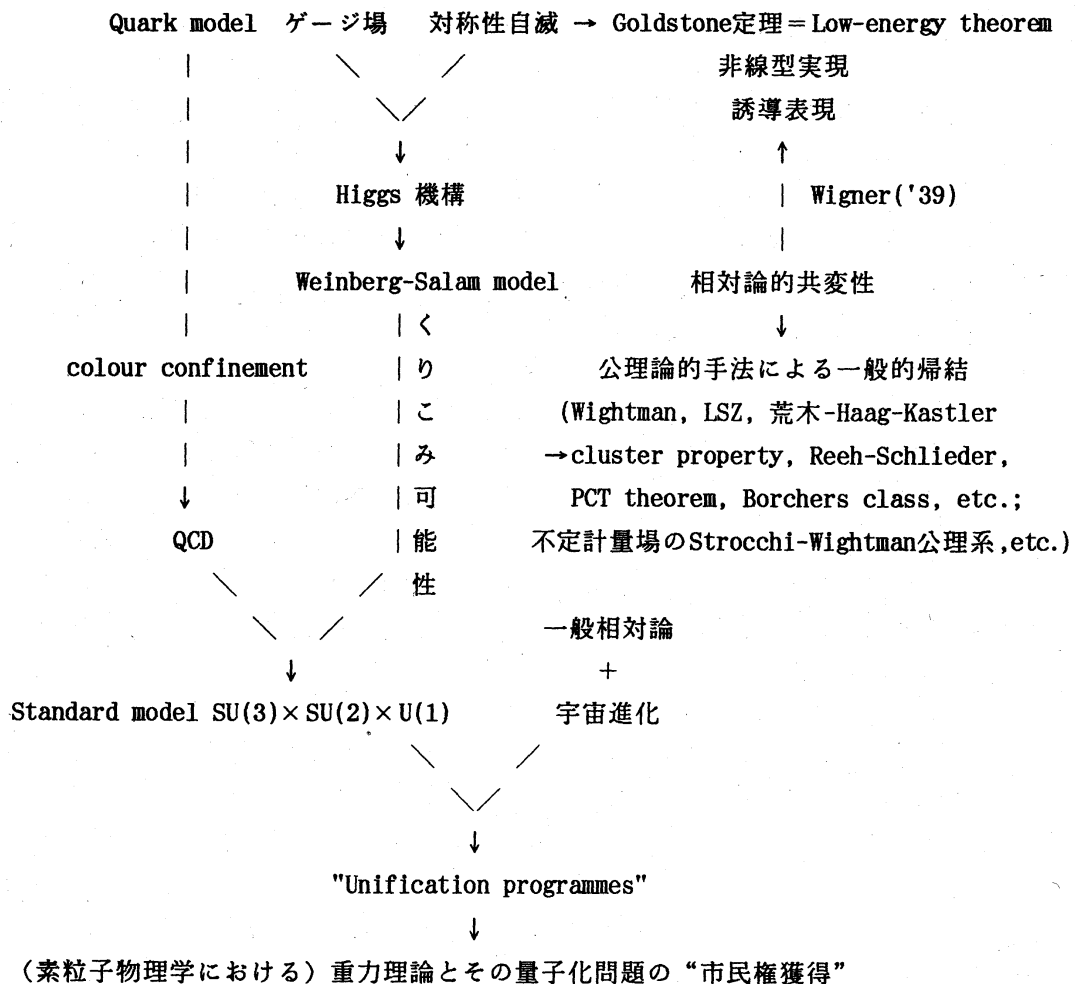 Quark model ゲージ場 対称性自滅 → Goldstone定理＝Low-energy theorem
非線型実現
誘導表現
↓ ↑
Higgs 機構 Wigner('39)
↓
Weinberg-Salam model 相対論的共変性
くりこみ可能性 ↓
colour confinement 公理論的手法による一般的帰結
(Wightman, LSZ, 荒木-Haag-Kastler
→cluster property, Reeh-Schlieder,
↓ PCT theorem, Borchers class, etc.;
QCD 不定計量場のStrocchi-Wightman公理系,etc.)
一般相対論
↓ ＋
Standard model SU(3)×SU(2)×U(1) 宇宙進化
↓
"Unification programmes"
↓
（素粒子物理学における）重力理論とその量子化問題の“市民権獲得”